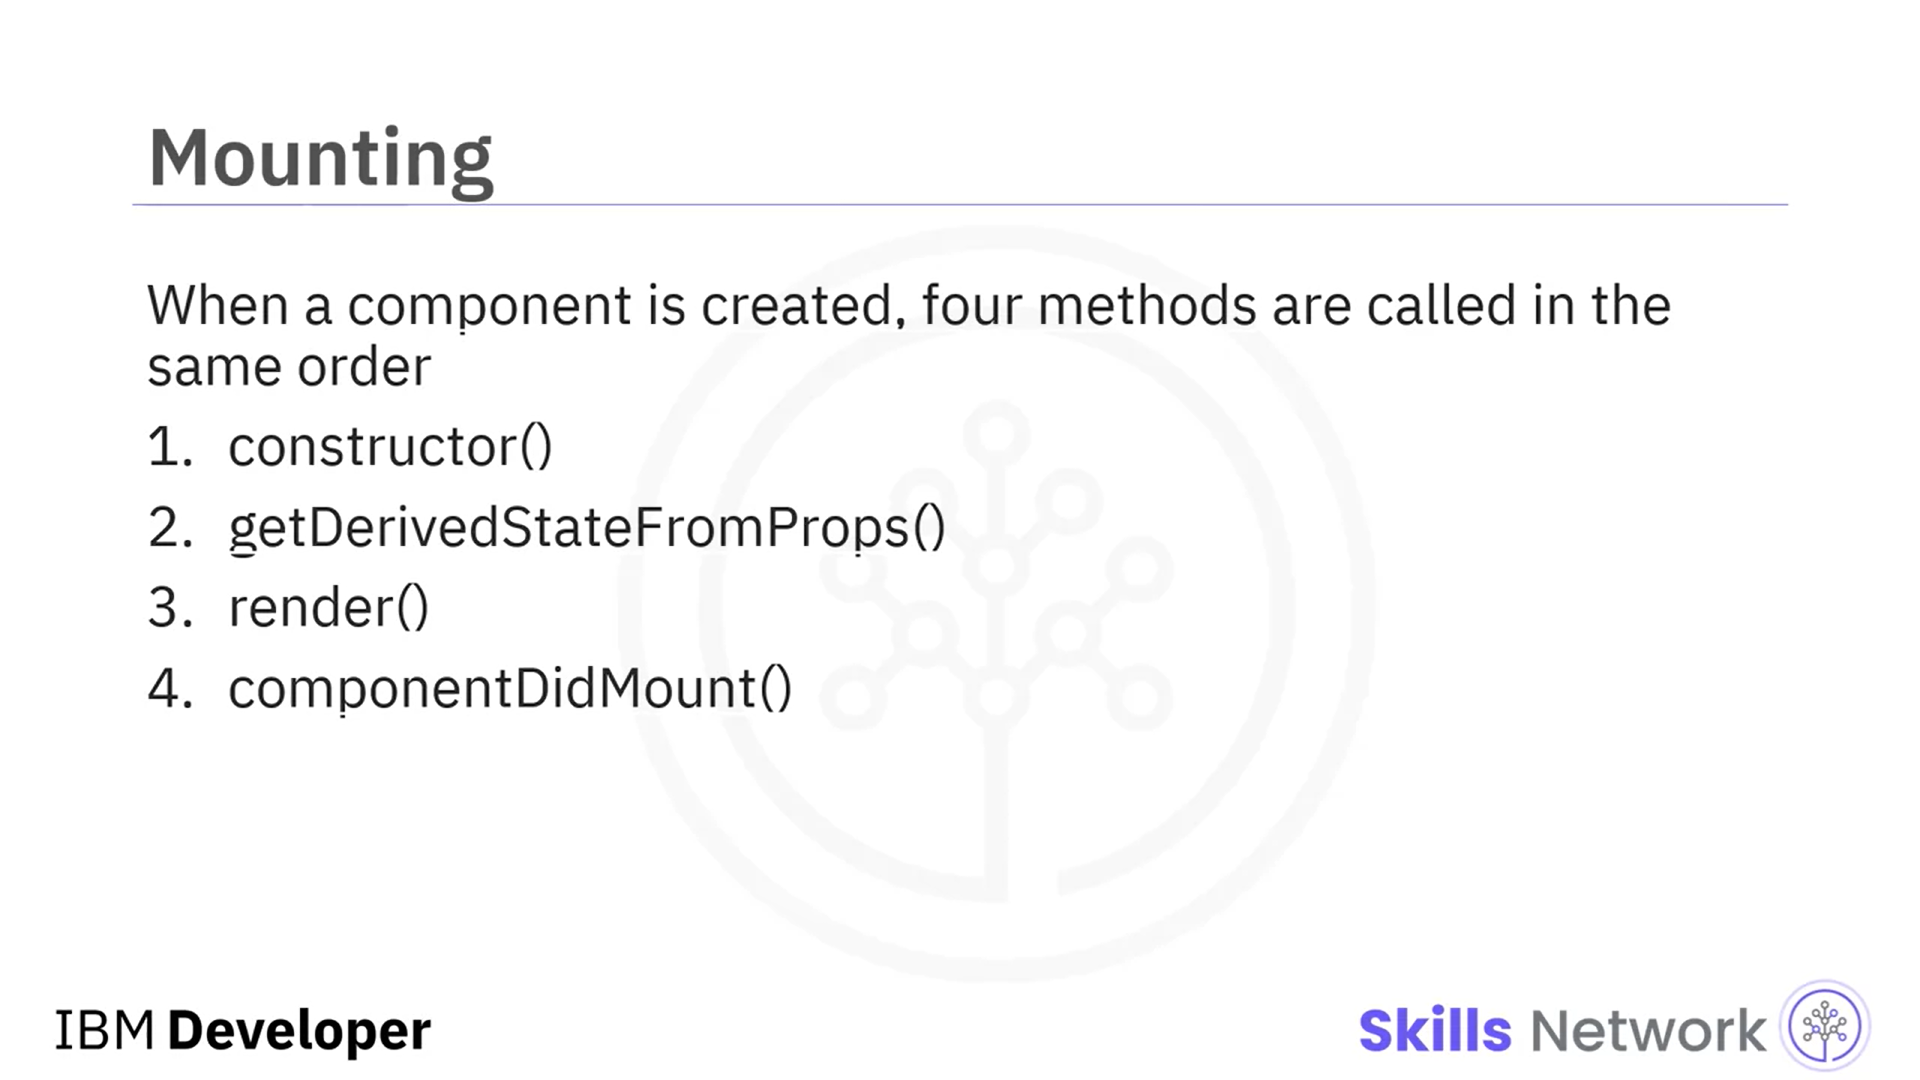 Mounting
When a component is created, four methods are called in the
same order
1. constructor()
2. getDerivedStateFromProps()
3. render()
4. componentDidMount()
IBM Developer
Skills Network